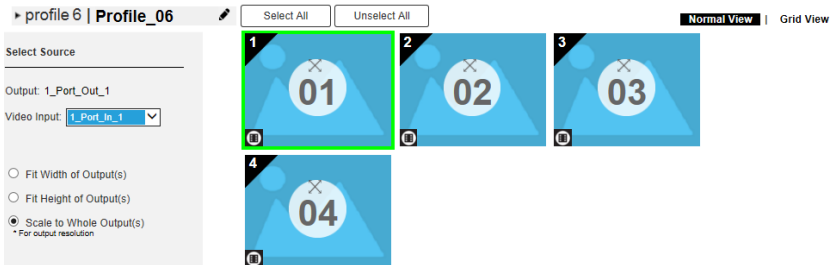 ▸ profile 6 | Profile_06
Select All
Unselect All
Normal View | Grid View
Select Source
Output: 1_Port_Out_1
Video Input: 1_Port_In_1
Fit Width of Output(s)
Fit Height of Output(s)
Scale to Whole Output(s)
* For output resolution
1
01
2
02
3
03
4
04